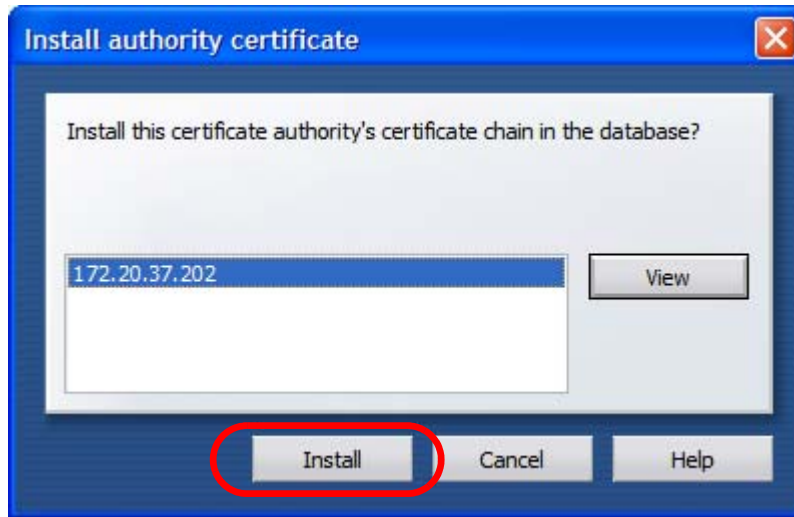 Install authority certificate
Install this certificate authority's certificate chain in the database?
172.20.37.202
View
Install
Cancel
Help